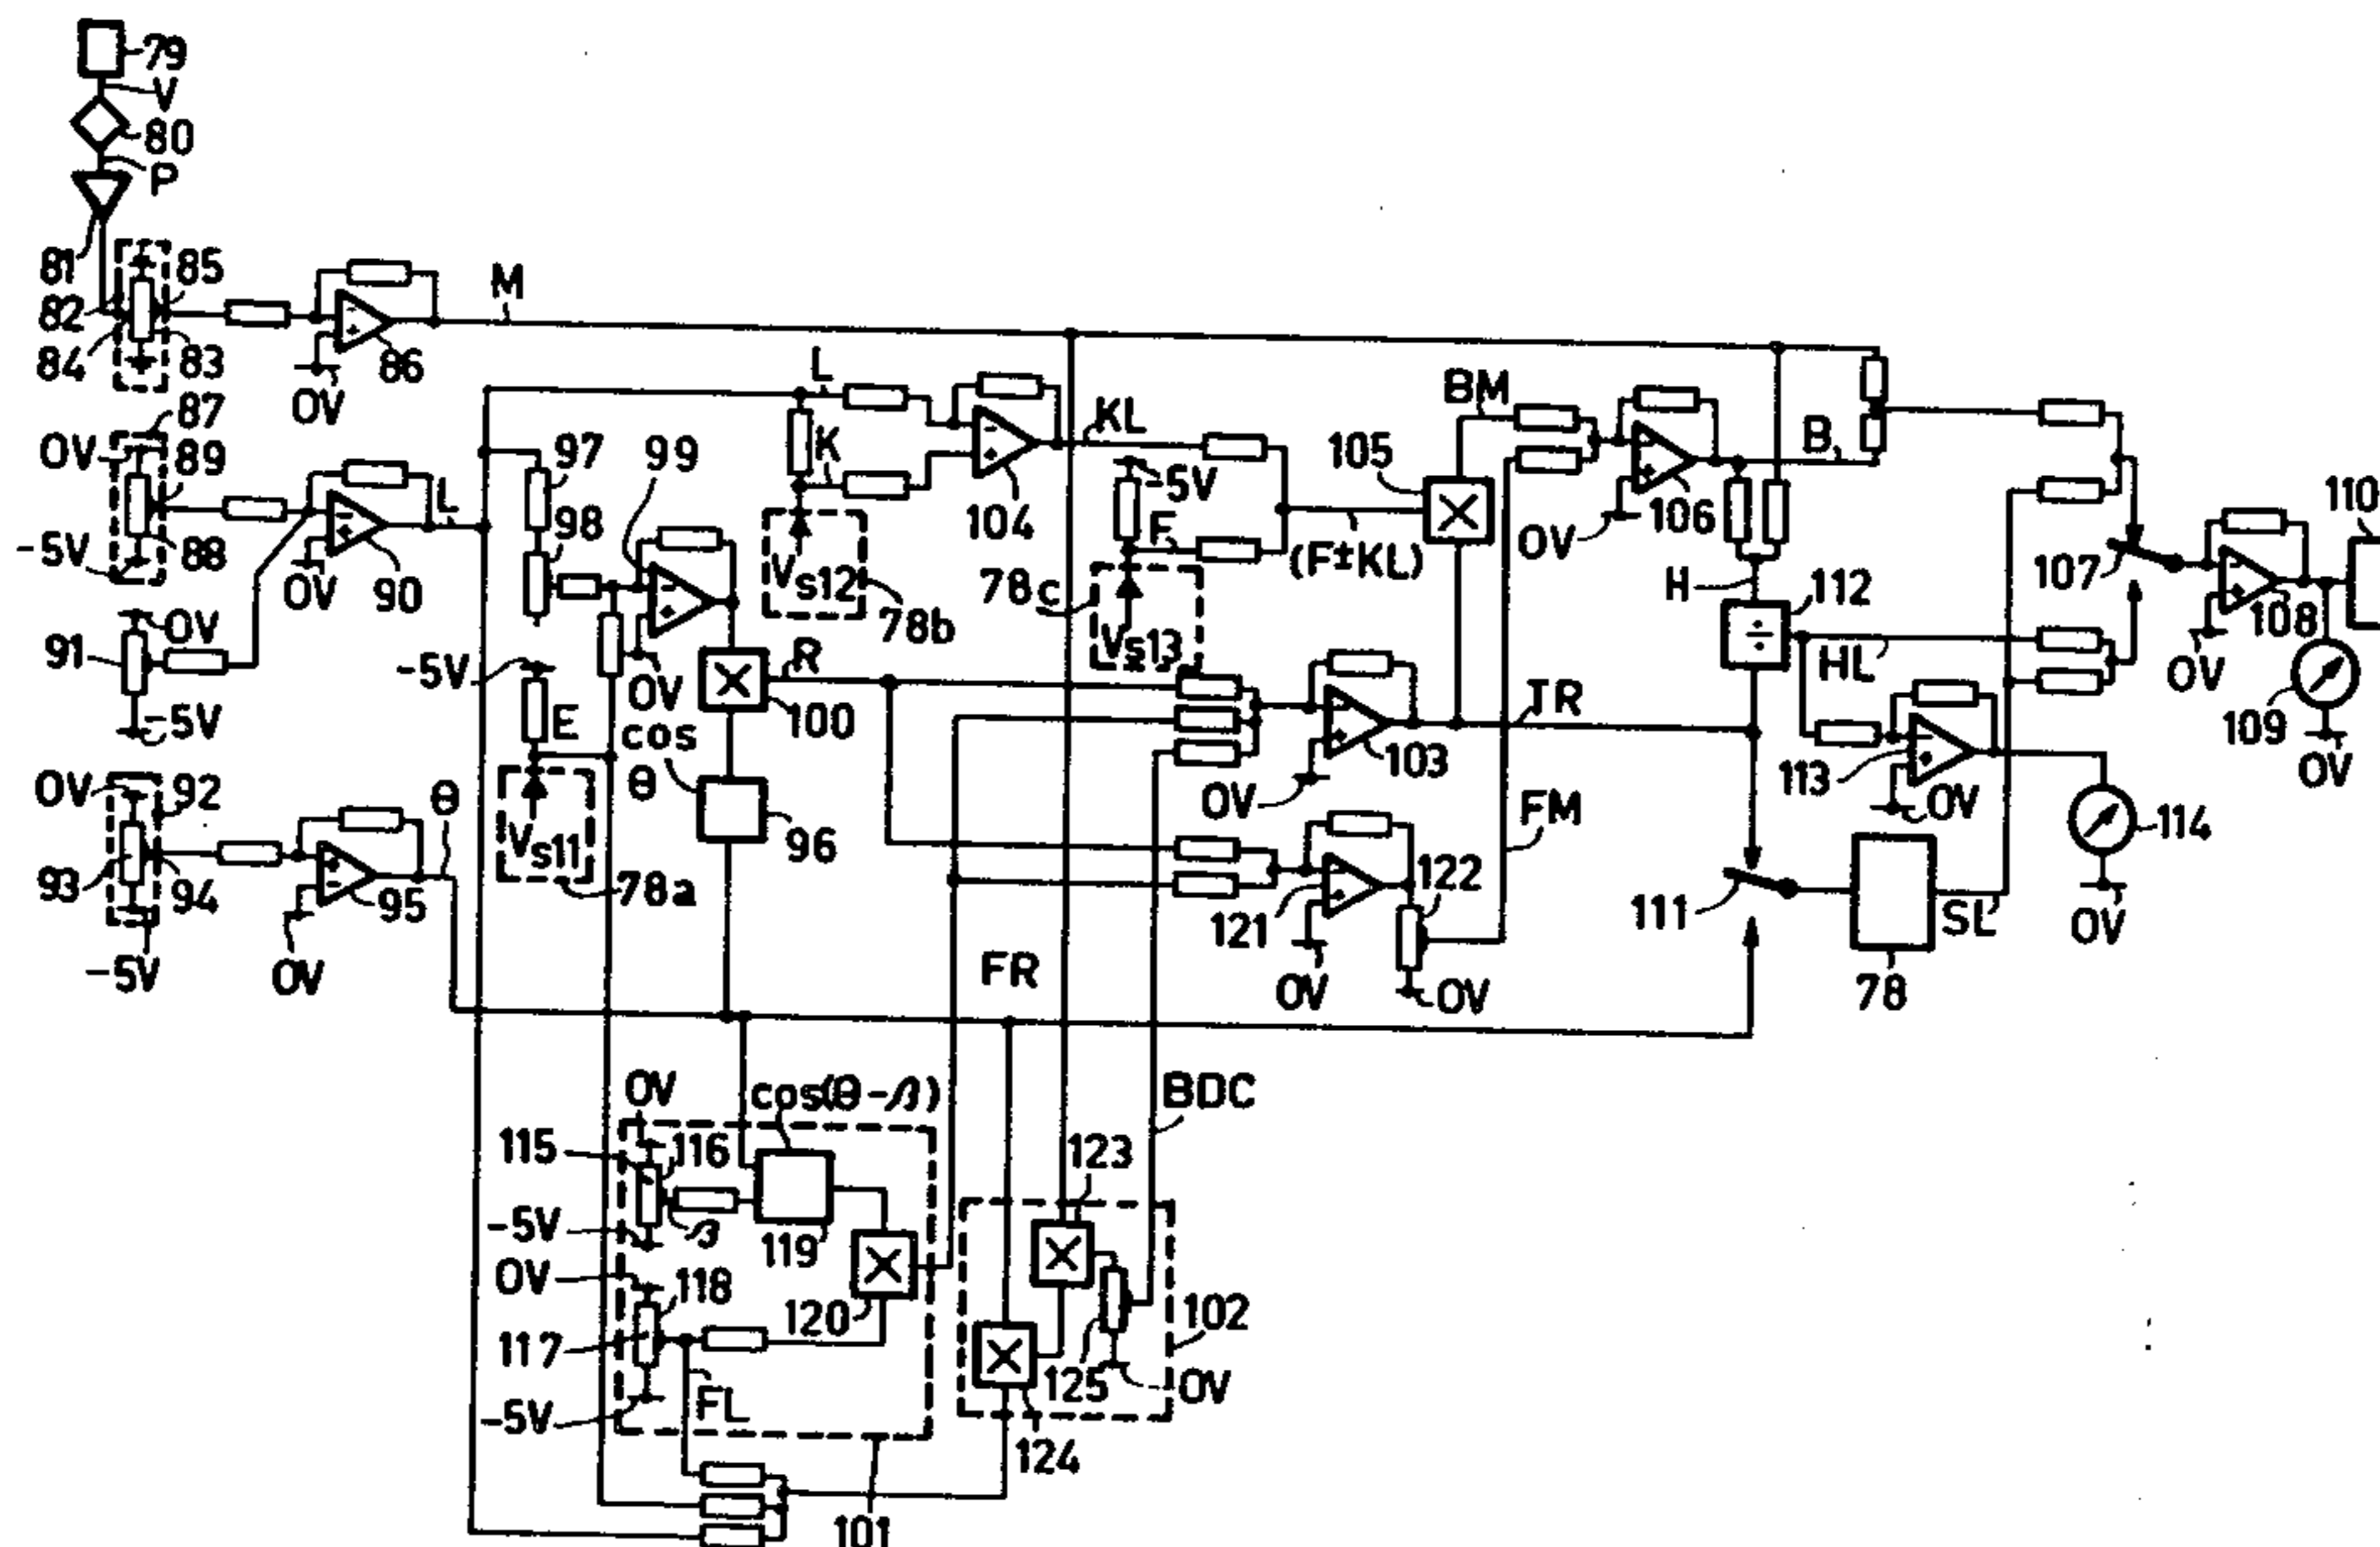 79
V
80
P
81
85
82
84
83
M
86
OV
87
OV
89
L
-5V
88
OV
90
91
OV
-5V
OV
92
θ
93
94
95
-5V
OV
97
99
98
L
K
KL
104
Vs12
78b
-5V
E
OV
R
100
cos
θ
96
Vs11
78a
-5V
F
(F±KL)
78c
Vs13
BM
105
OV
106
B
H
112
HL
107
108
110
109
OV
OV
IR
103
OV
113
OV
114
OV
FM
122
121
OV
OV
111
SL
78
FR
BDC
OV
cos(θ-β)
115
116
-5V
β
119
OV
118
120
117
-5V
FL
101
123
102
125
OV
124